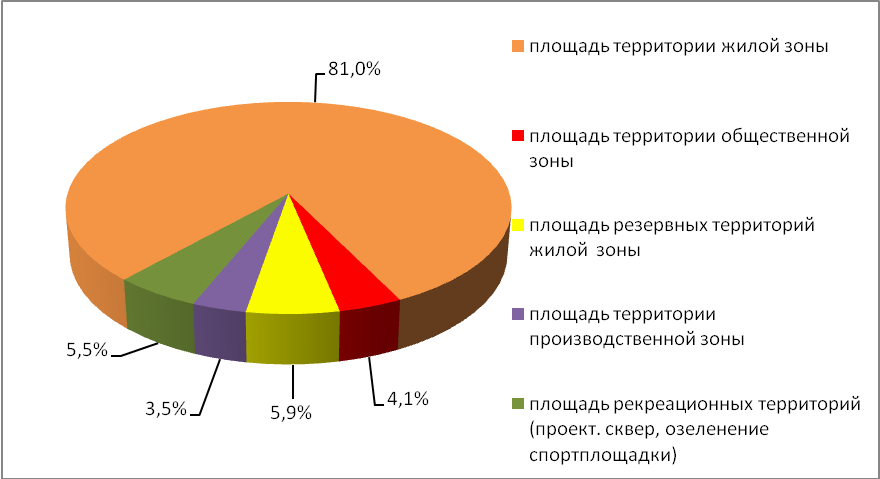 81,0%
5,5%
3,5%
5,9%
4,1%
площадь территории жилой зоны
площадь территории общественной
зоны
площадь резервных территорий
жилой зоны
площадь территории
производственной зоны
площадь рекреационных территорий
(проект. сквер, озеленение
спортплощадки)